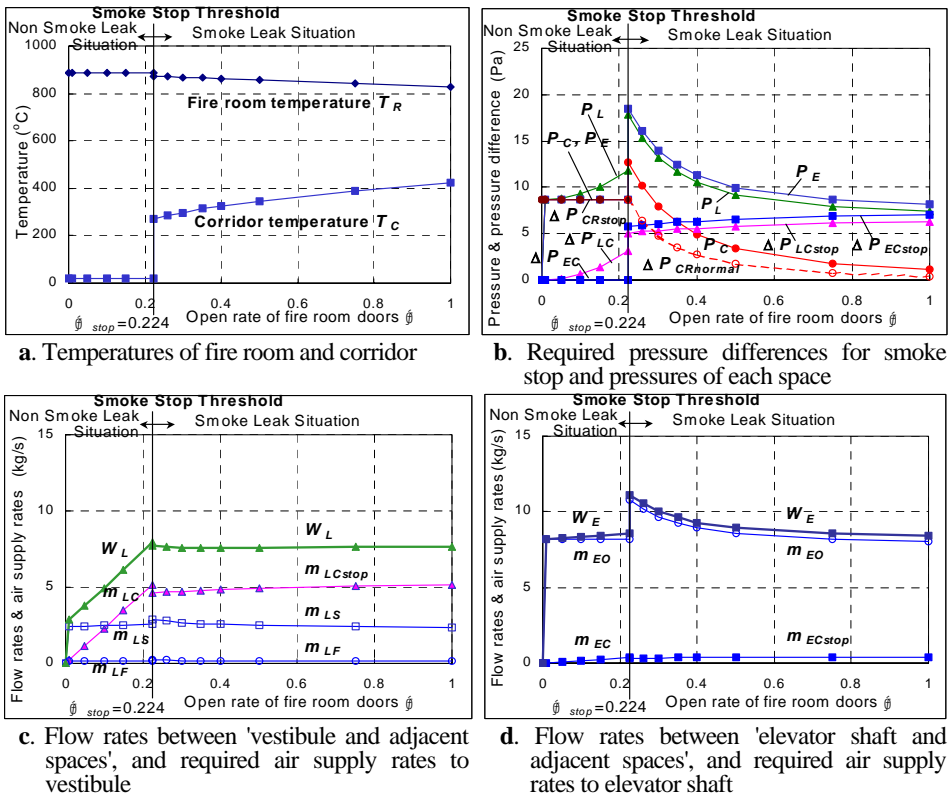 Smoke Stop Threshold
Non Smoke Leak Situation
Smoke Leak Situation
1000
800
600
400
200
0
Temperature (°C)
Fire room temperature T R
Corridor temperature T C
0 0.2 0.4 0.6 0.8 1
Open rate of fire room doors
stop =0.224
a. Temperatures of fire room and corridor
Smoke Stop Threshold
Non Smoke Leak Situation
Smoke Leak Situation
25
20
15
10
5
0
Pressure & pressure difference (Pa)
P L
P C, P E
Δ P CRstop
Δ P LC
Δ P EC
P E
P L
P C
Δ P LCstop
Δ P ECstop
Δ P CRnormal
0 0.2 0.4 0.6 0.8 1
Open rate of fire room doors
stop =0.224
b. Required pressure differences for smoke
stop and pressures of each space
Smoke Stop Threshold
Non Smoke Leak Situation
Smoke Leak Situation
15
10
5
0
Flow rates & air supply rates (kg/s)
W L
W L
m LC
m LCstop
m LS
m LS
m LF
m LF
0 0.2 0.4 0.6 0.8 1
Open rate of fire room doors
stop =0.224
c. Flow rates between 'vestibule and adjacent
spaces', and required air supply rates to
vestibule
Smoke Stop Threshold
Non Smoke Leak Situation
Smoke Leak Situation
15
10
5
0
Flow rates & air supply rates (kg/s)
W E
W E
m EO
m EO
m EC
m ECstop
0 0.2 0.4 0.6 0.8 1
Open rate of fire room doors
stop =0.224
d. Flow rates between 'elevator shaft and
adjacent spaces', and required air supply
rates to elevator shaft